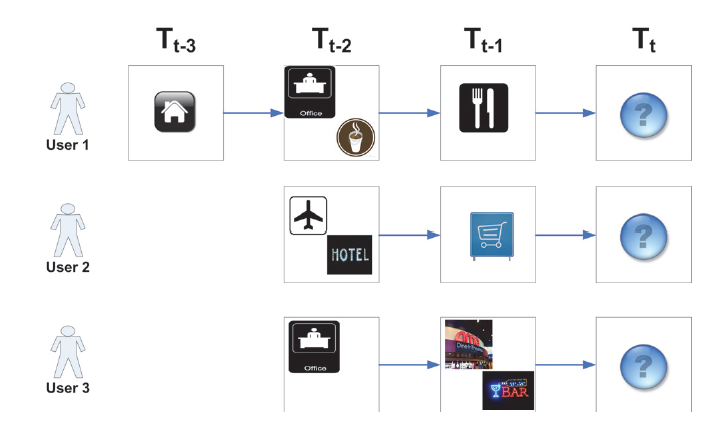 Tt-3 Tt-2 Tt-1 Tt
Office
User 1
?
HOTEL
User 2
?
Office
BAR
User 3
?